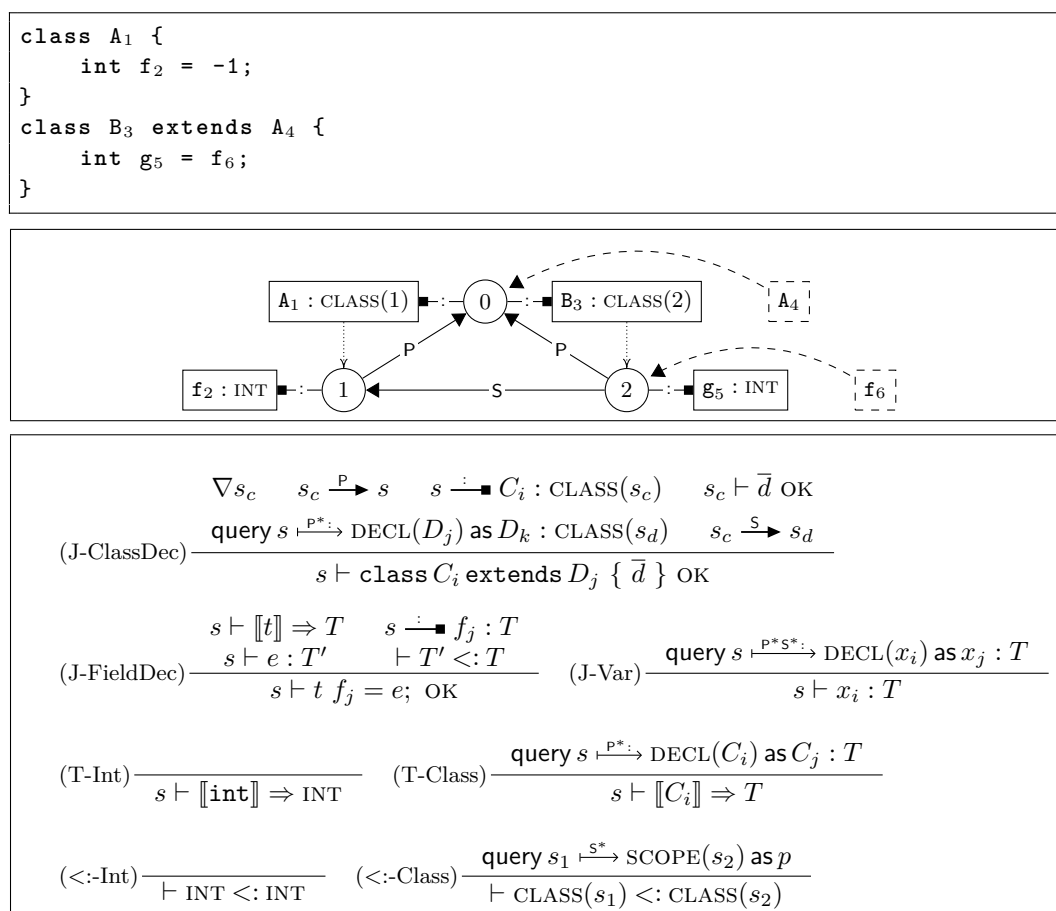 class A₁ {
int f₂ = -1;
}
class B₃ extends A₄ {
int g₅ = f₆;
}
A₁ : CLASS(1) : 0 : B₃ : CLASS(2) A₄
P P
f₂ : INT : 1 S 2 : g₅ : INT f₆
∇s_c s_c —P→ s s —:—■ C_i : CLASS(s_c) s_c ⊢ d̅ OK
query s ⊢P*:→ DECL(D_j) as D_k : CLASS(s_d) s_c —S→ s_d
(J-ClassDec)
s ⊢ class C_i extends D_j { d̅ } OK
s ⊢ ⟦t⟧ ⇒ T s —:—■ f_j : T
s ⊢ e : T′ ⊢ T′ <: T
(J-FieldDec)
s ⊢ t f_j = e; OK
query s ⊢P*S*:→ DECL(x_i) as x_j : T
(J-Var)
s ⊢ x_i : T
(T-Int)
s ⊢ ⟦int⟧ ⇒ INT
query s ⊢P*:→ DECL(C_i) as C_j : T
(T-Class)
s ⊢ ⟦C_i⟧ ⇒ T
(<:-Int)
⊢ INT <: INT
query s₁ ⊢S*→ SCOPE(s₂) as p
(<:-Class)
⊢ CLASS(s₁) <: CLASS(s₂)